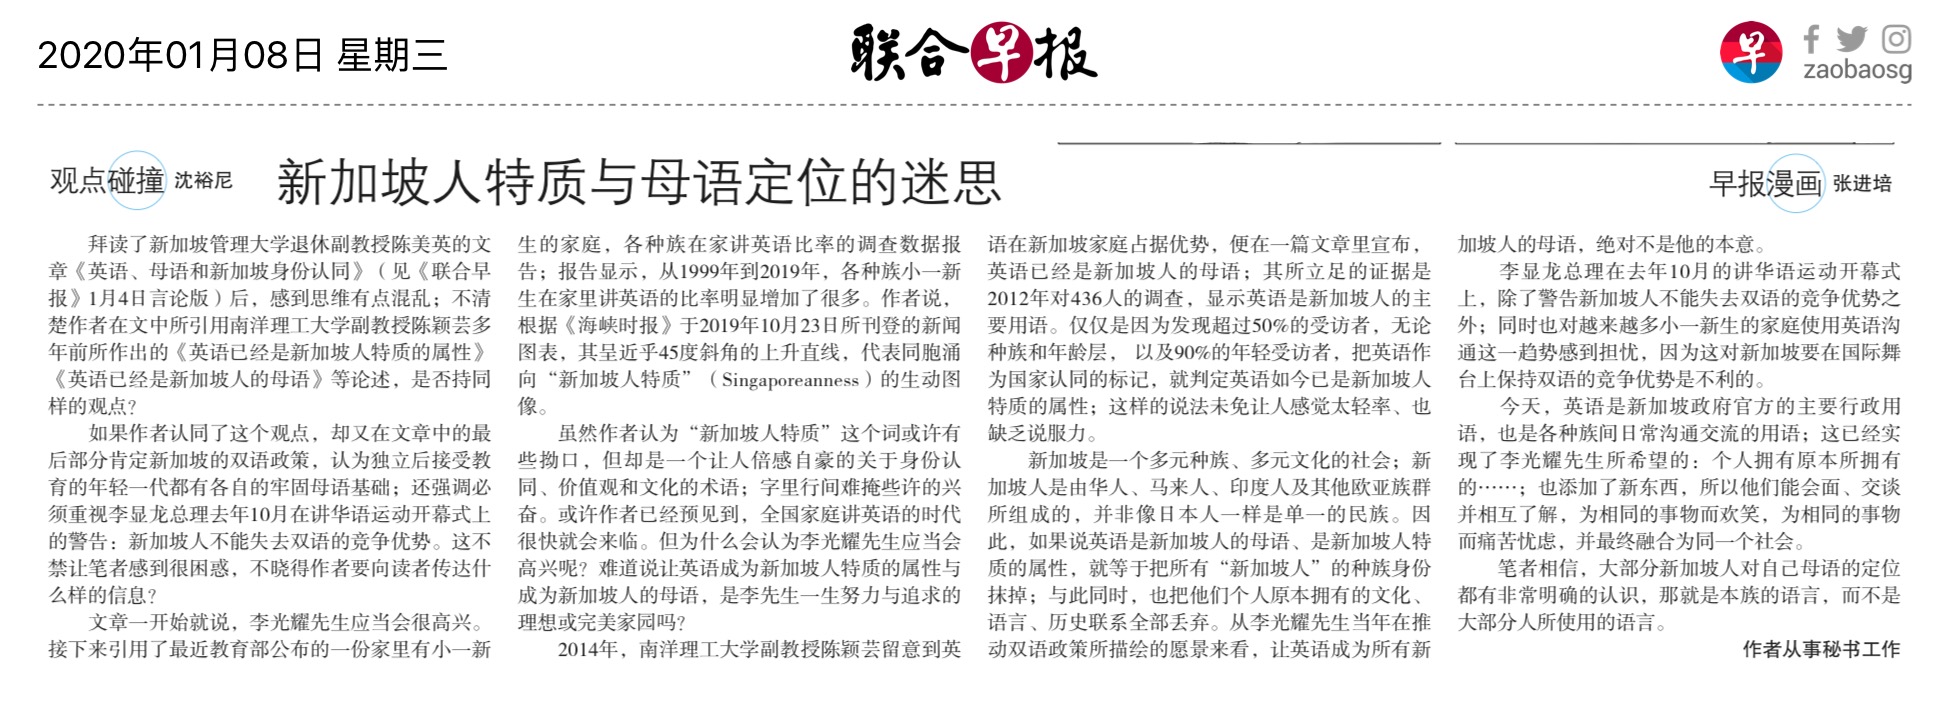 2020年01月08日 星期三
联合早报
早
zaobaosg
观点碰撞 沈裕尼
新加坡人特质与母语定位的迷思
早报漫画 张进培
拜读了新加坡管理大学退休副教授陈美英的文
章《英语、母语和新加坡身份认同》（见《联合早
报》1月4日言论版）后，感到思维有点混乱；不清
楚作者在文中所引用南洋理工大学副教授陈颖芸多
年前所作出的《英语已经是新加坡人特质的属性》
《英语已经是新加坡人的母语》等论述，是否持同
样的观点？
如果作者认同了这个观点，却又在文章中的最
后部分肯定新加坡的双语政策，认为独立后接受教
育的年轻一代都有各自的牢固母语基础；还强调必
须重视李显龙总理去年10月在讲华语运动开幕式上
的警告：新加坡人不能失去双语的竞争优势。这不
禁让笔者感到很困惑，不晓得作者要向读者传达什
么样的信息？
文章一开始就说，李光耀先生应当会很高兴。
接下来引用了最近教育部公布的一份家里有小一新
生的家庭，各种族在家讲英语比率的调查数据报
告；报告显示，从1999年到2019年，各种族小一新
生在家里讲英语的比率明显增加了很多。作者说，
根据《海峡时报》于2019年10月23日所刊登的新闻
图表，其呈近乎45度斜角的上升直线，代表同胞涌
向“新加坡人特质”（Singaporeanness）的生动图
像。
虽然作者认为“新加坡人特质”这个词或许有
些拗口，但却是一个让人倍感自豪的关于身份认
同、价值观和文化的术语；字里行间难掩些许的兴
奋。或许作者已经预见到，全国家庭讲英语的时代
很快就会来临。但为什么会认为李光耀先生应当会
高兴呢？难道说让英语成为新加坡人特质的属性与
成为新加坡人的母语，是李先生一生努力与追求的
理想或完美家园吗？
2014年，南洋理工大学副教授陈颖芸留意到英
语在新加坡家庭占据优势，便在一篇文章里宣布，
英语已经是新加坡人的母语；其所立足的证据是
2012年对436人的调查，显示英语是新加坡人的主
要用语。仅仅是因为发现超过50%的受访者，无论
种族和年龄层， 以及90%的年轻受访者，把英语作
为国家认同的标记，就判定英语如今已是新加坡人
特质的属性；这样的说法未免让人感觉太轻率、也
缺乏说服力。
新加坡是一个多元种族、多元文化的社会；新
加坡人是由华人、马来人、印度人及其他欧亚族群
所组成的，并非像日本人一样是单一的民族。因
此，如果说英语是新加坡人的母语、是新加坡人特
质的属性，就等于把所有“新加坡人”的种族身份
抹掉；与此同时，也把他们个人原本拥有的文化、
语言、历史联系全部丢弃。从李光耀先生当年在推
动双语政策所描绘的愿景来看，让英语成为所有新
加坡人的母语，绝对不是他的本意。
李显龙总理在去年10月的讲华语运动开幕式
上，除了警告新加坡人不能失去双语的竞争优势之
外；同时也对越来越多小一新生的家庭使用英语沟
通这一趋势感到担忧，因为这对新加坡要在国际舞
台上保持双语的竞争优势是不利的。
今天，英语是新加坡政府官方的主要行政用
语，也是各种族间日常沟通交流的用语；这已经实
现了李光耀先生所希望的：个人拥有原本所拥有
的……；也添加了新东西，所以他们能会面、交谈
并相互了解，为相同的事物而欢笑，为相同的事物
而痛苦忧虑，并最终融合为同一个社会。
笔者相信，大部分新加坡人对自己母语的定位
都有非常明确的认识，那就是本族的语言，而不是
大部分人所使用的语言。
作者从事秘书工作